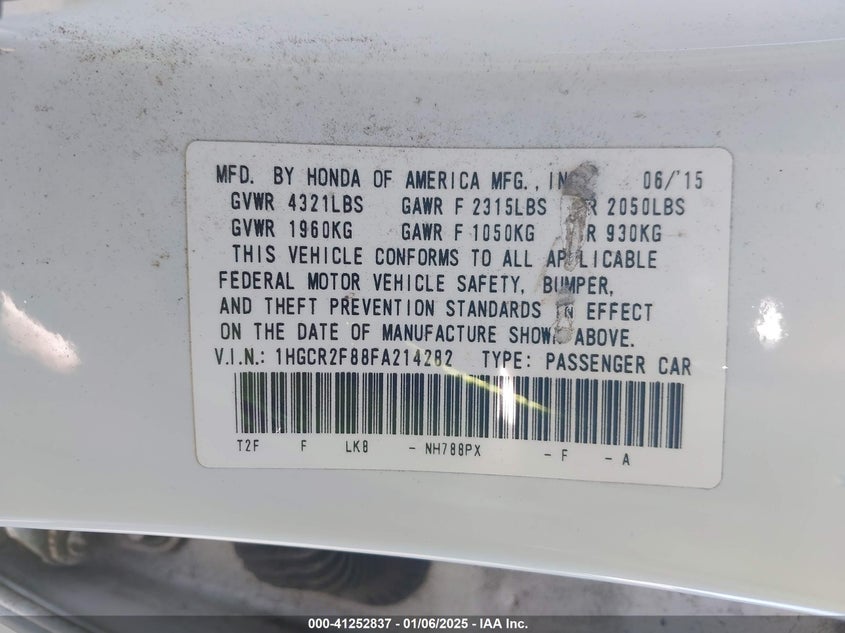 MFD. BY HONDA OF AMERICA MFG., IN 06/'15
GVWR 4321LBS GAWR F 2315LBS R 2050LBS
GVWR 1960KG GAWR F 1050KG R 930KG
THIS VEHICLE CONFORMS TO ALL APPLICABLE
FEDERAL MOTOR VEHICLE SAFETY, BUMPER,
AND THEFT PREVENTION STANDARDS IN EFFECT
ON THE DATE OF MANUFACTURE SHOWN ABOVE.
V.I.N.: 1HGCR2F88FA214282 TYPE: PASSENGER CAR
T2F F LK8 - NH788PX - F - A
000-41252837 - 01/06/2025 - IAA Inc.